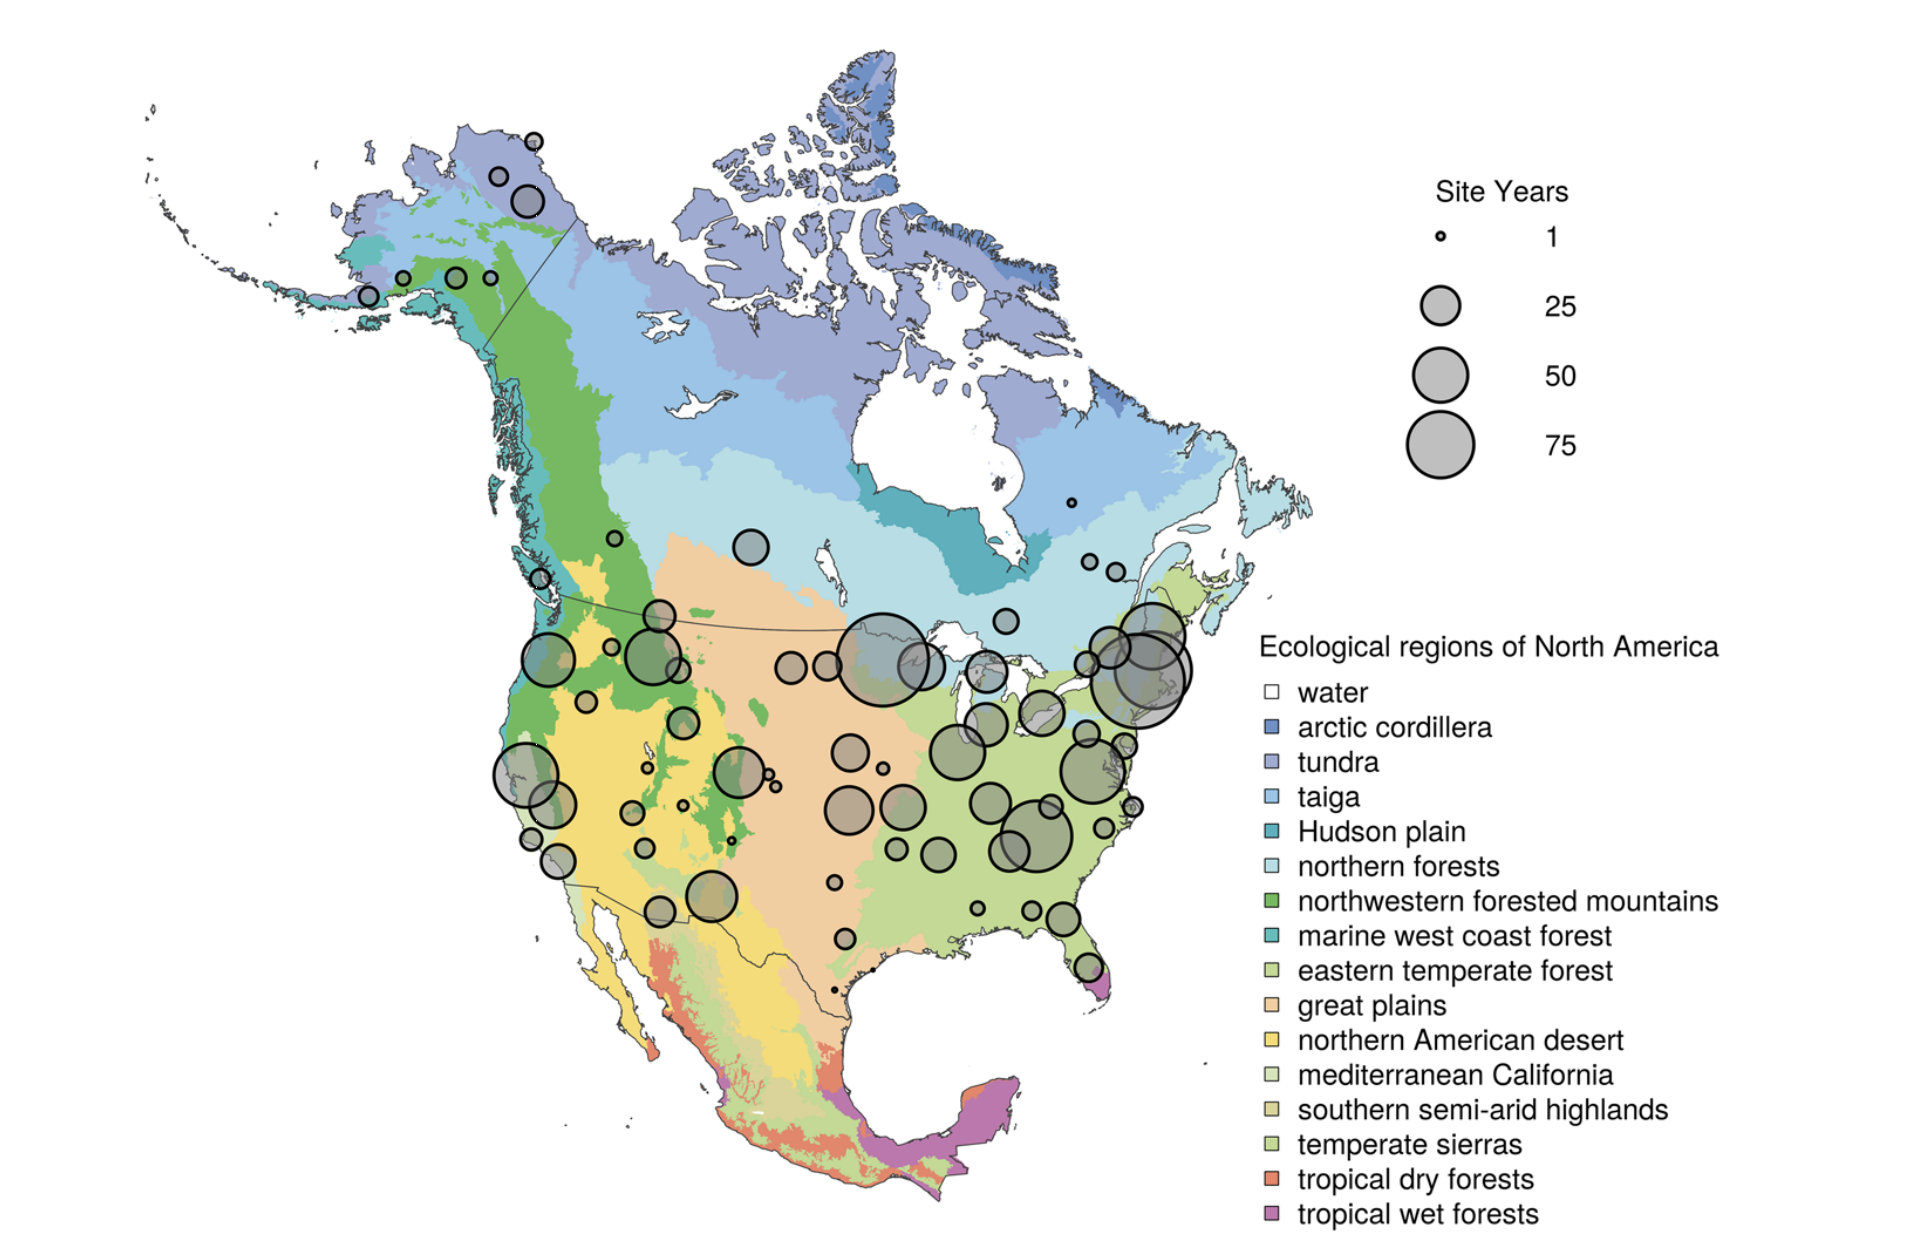 Site Years
1
25
50
75
Ecological regions of North America
water
arctic cordillera
tundra
taiga
Hudson plain
northern forests
northwestern forested mountains
marine west coast forest
eastern temperate forest
great plains
northern American desert
mediterranean California
southern semi-arid highlands
temperate sierras
tropical dry forests
tropical wet forests